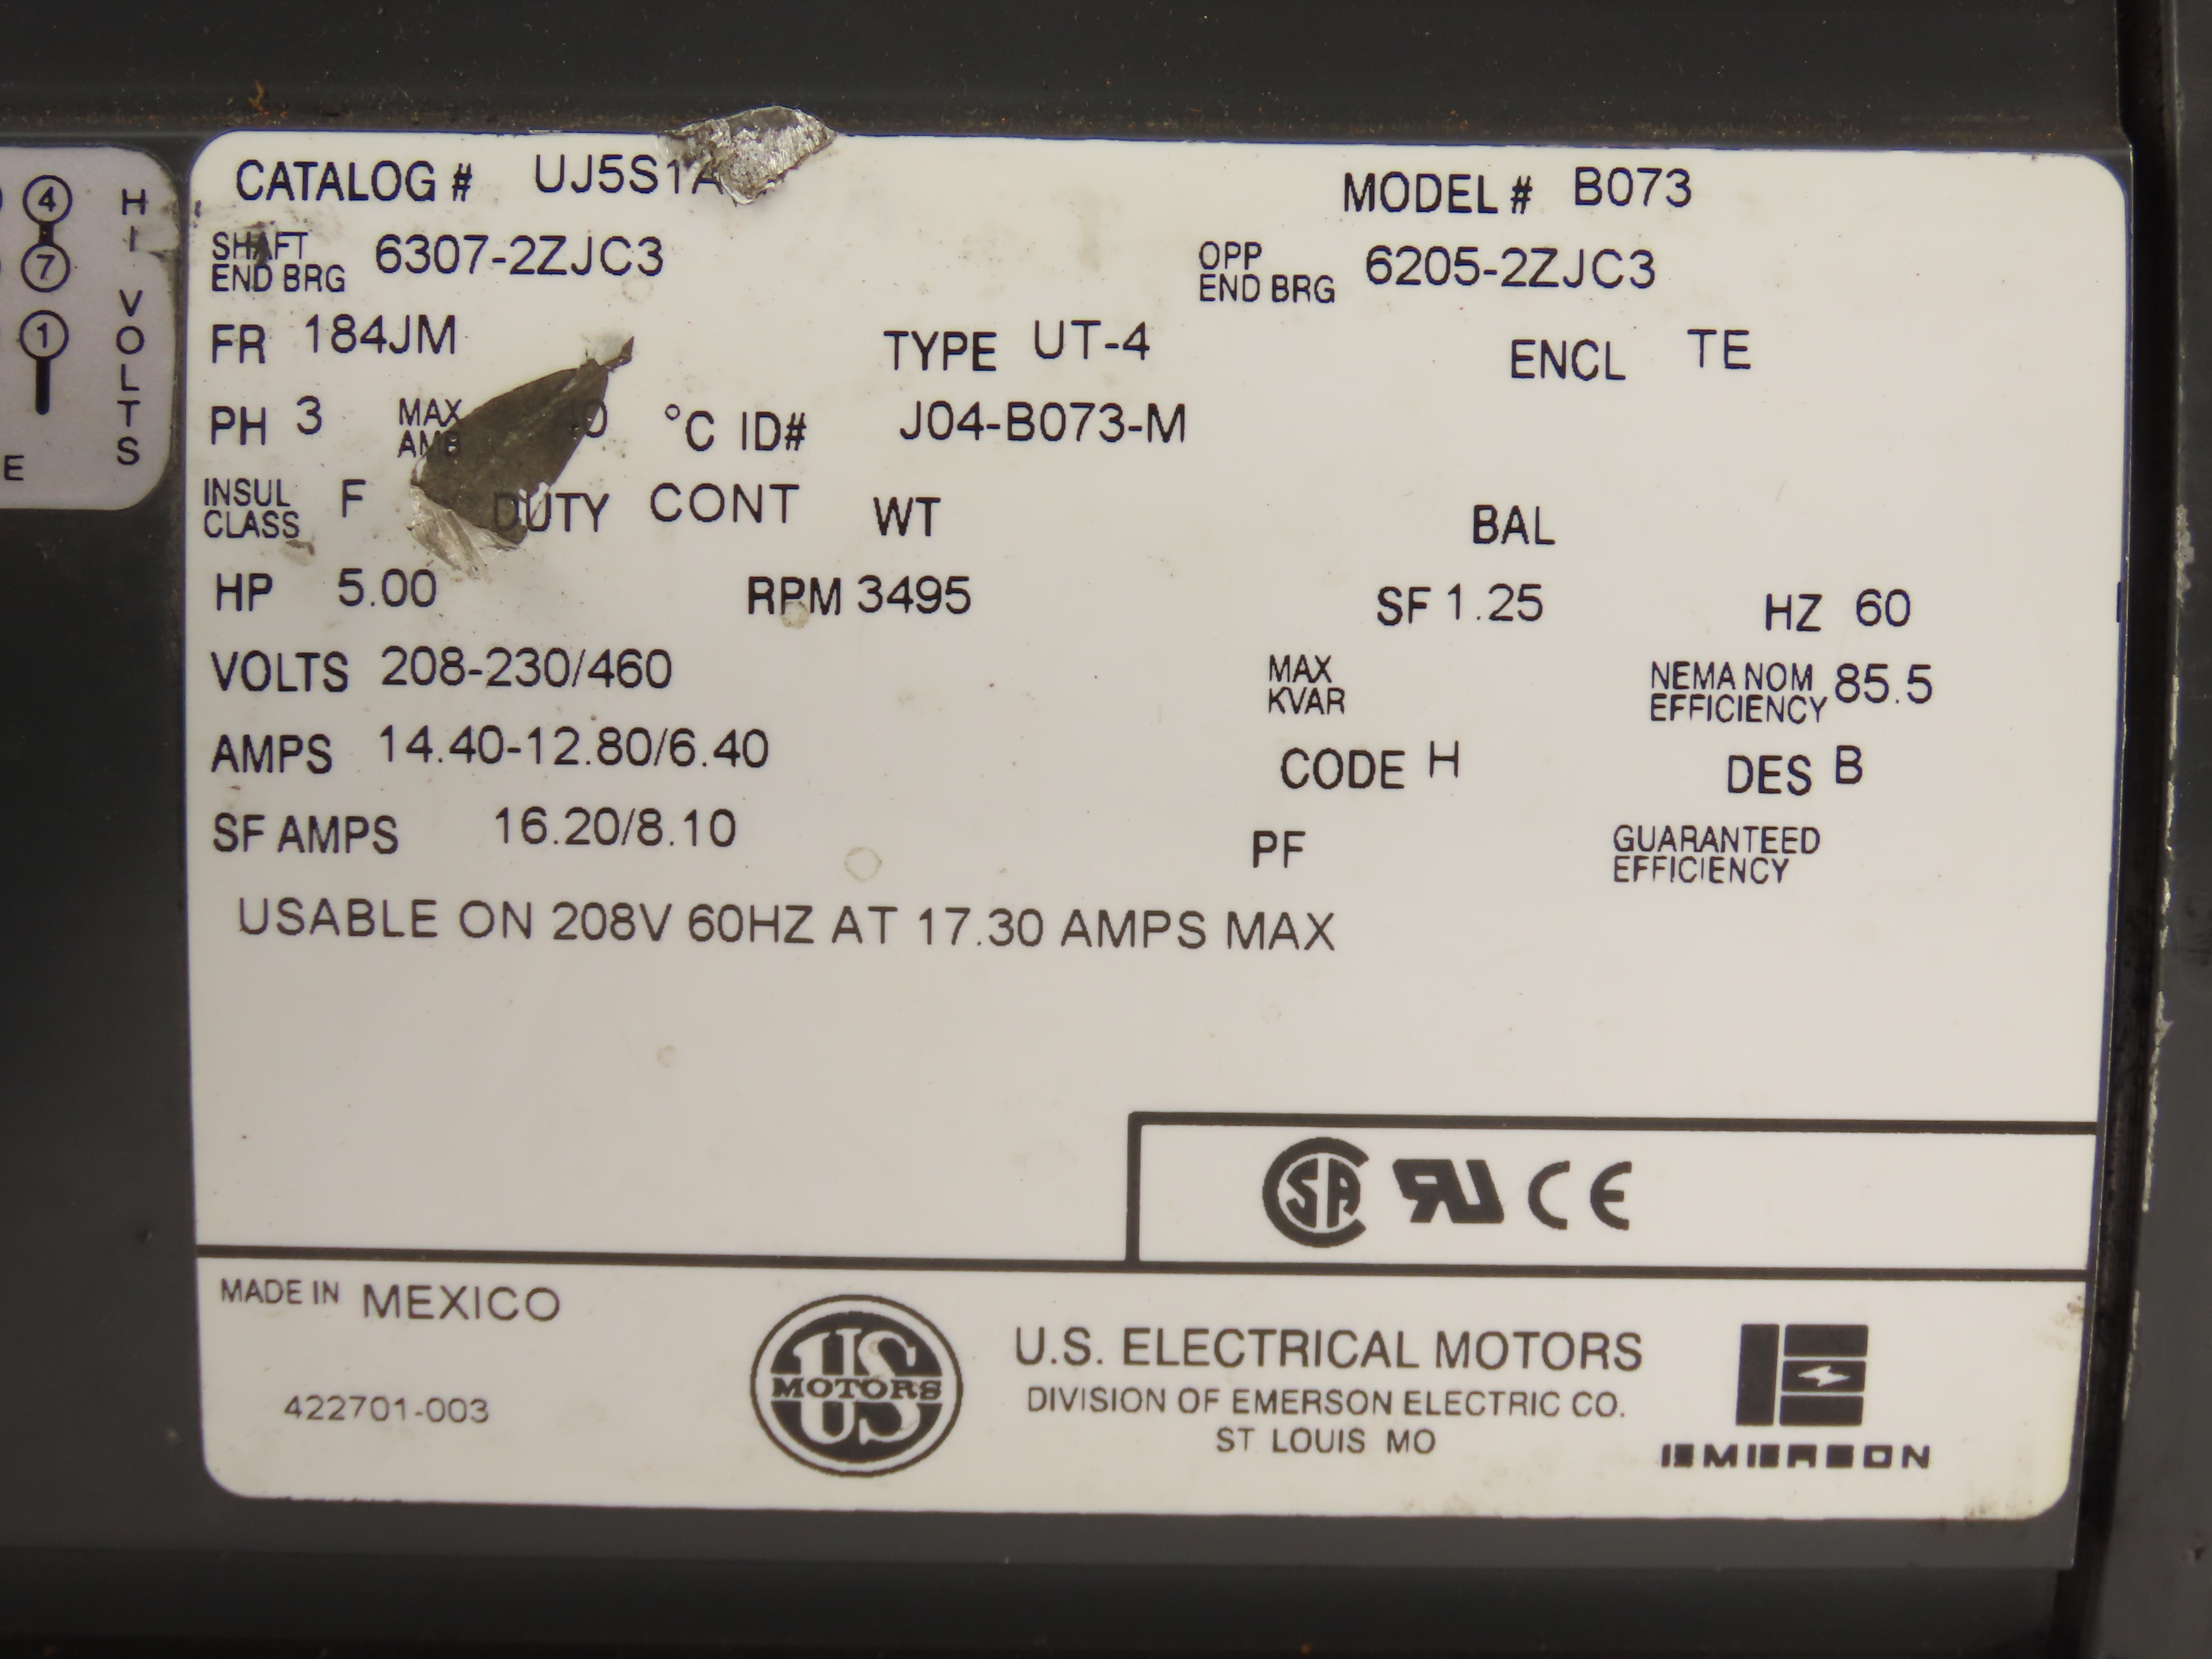 4 H
7 I
1 VOLTS
E
CATALOG # UJ5S1A
MODEL # B073
SHAFT END BRG 6307-2ZJC3
OPP END BRG 6205-2ZJC3
FR 184JM TYPE UT-4 ENCL TE
PH 3 MAX AMB °C ID# J04-B073-M
INSUL CLASS F DUTY CONT WT BAL
HP 5.00 RPM 3495 SF 1.25 HZ 60
VOLTS 208-230/460 MAX KVAR NEMA NOM EFFICIENCY 85.5
AMPS 14.40-12.80/6.40 CODE H DES B
SF AMPS 16.20/8.10 PF GUARANTEED EFFICIENCY
USABLE ON 208V 60HZ AT 17.30 AMPS MAX
SA RU CE
MADE IN MEXICO
422701-003
US MOTORS
U.S. ELECTRICAL MOTORS
DIVISION OF EMERSON ELECTRIC CO.
ST LOUIS MO
EMERSON